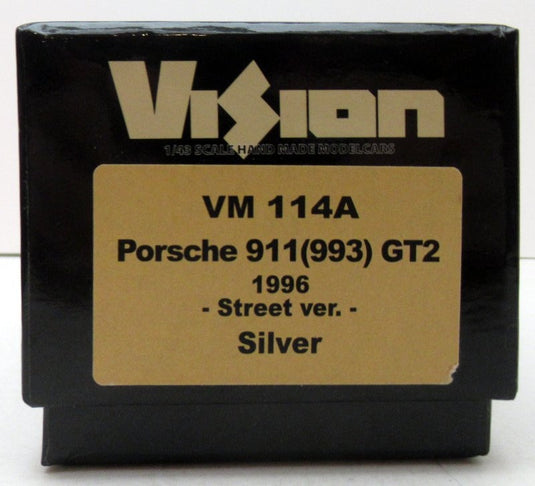 Vision
1/43 SCALE HAND MADE MODELCARS
VM 114A
Porsche 911(993) GT2
1996
- Street ver. -
Silver